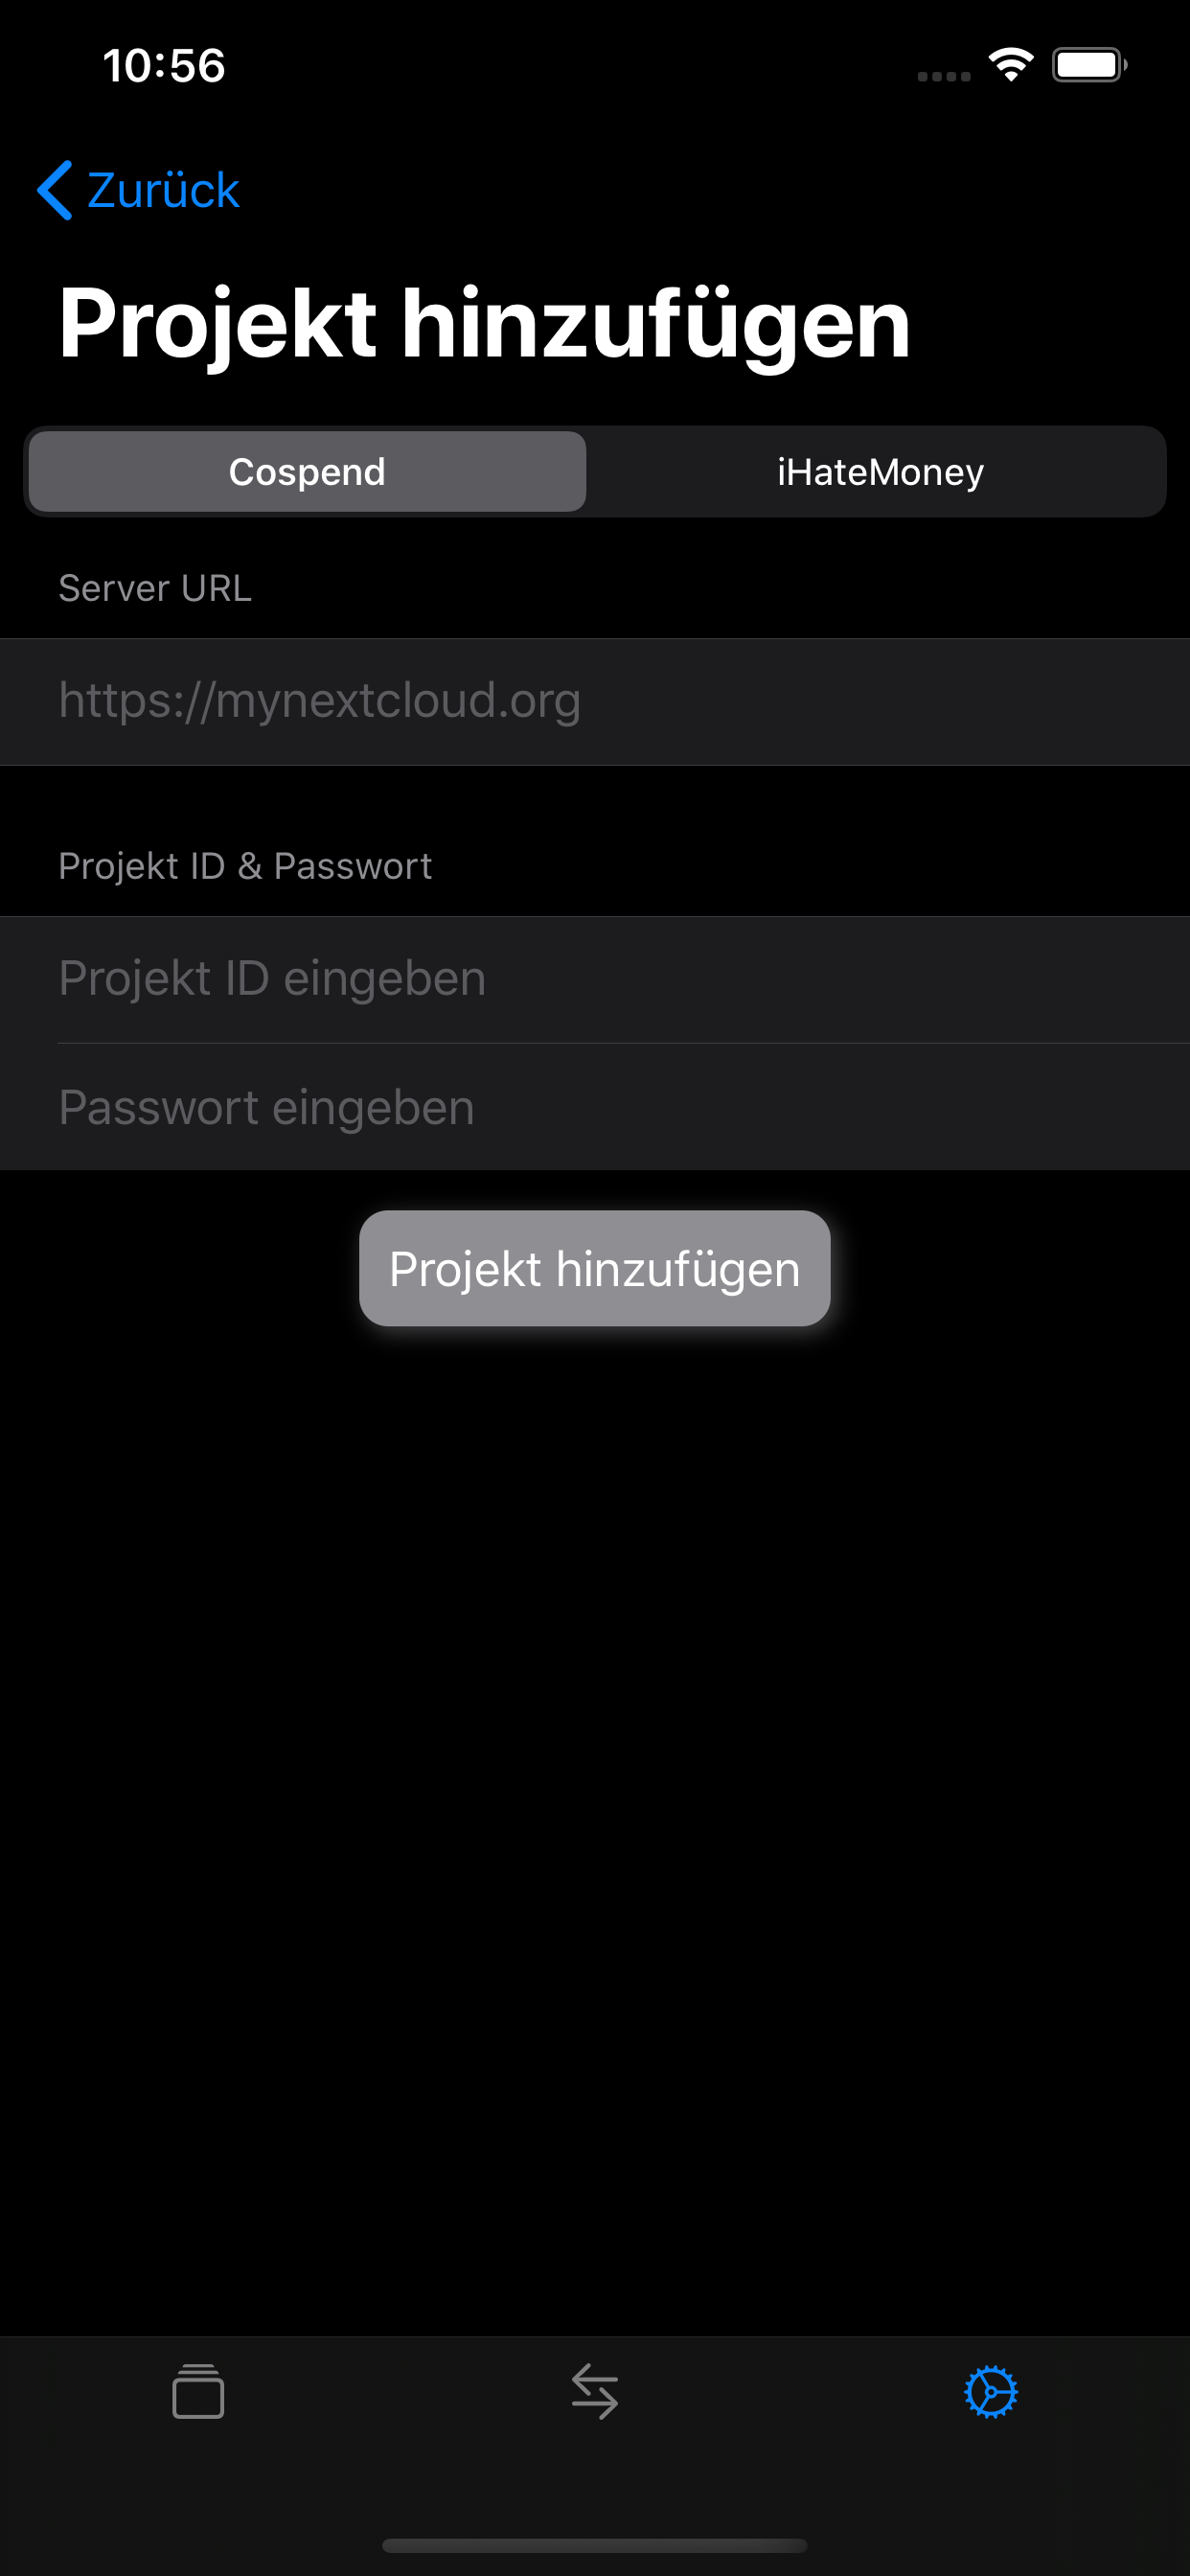 10:56
Zurück
Projekt hinzufügen
Cospend
iHateMoney
Server URL
https://mynextcloud.org
Projekt ID & Passwort
Projekt ID eingeben
Passwort eingeben
Projekt hinzufügen